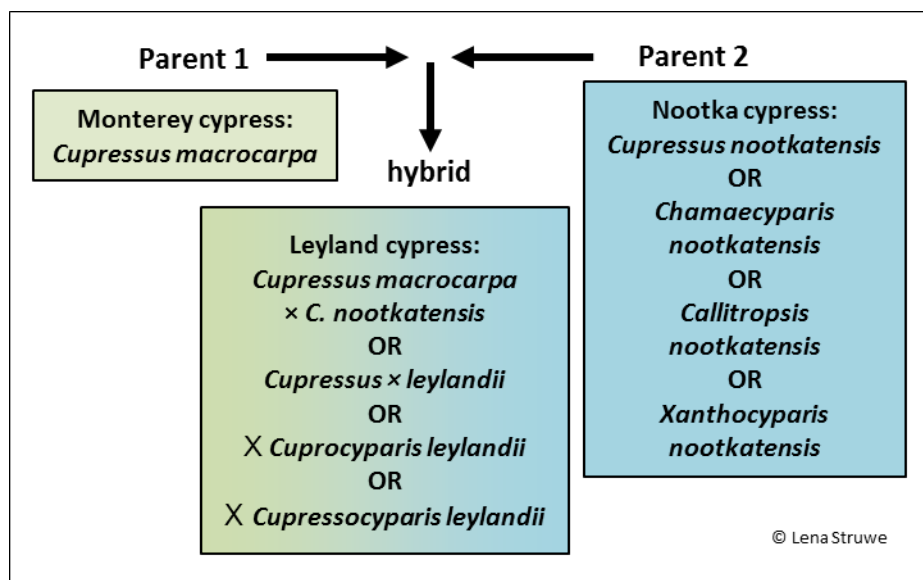 Parent 1
Parent 2
Monterey cypress:
Cupressus macrocarpa
hybrid
Leyland cypress:
Cupressus macrocarpa
× C. nootkatensis
OR
Cupressus × leylandii
OR
X Cuprocyparis leylandii
OR
X Cupressocyparis leylandii
Nootka cypress:
Cupressus nootkatensis
OR
Chamaecyparis
nootkatensis
OR
Callitropsis
nootkatensis
OR
Xanthocyparis
nootkatensis
© Lena Struwe